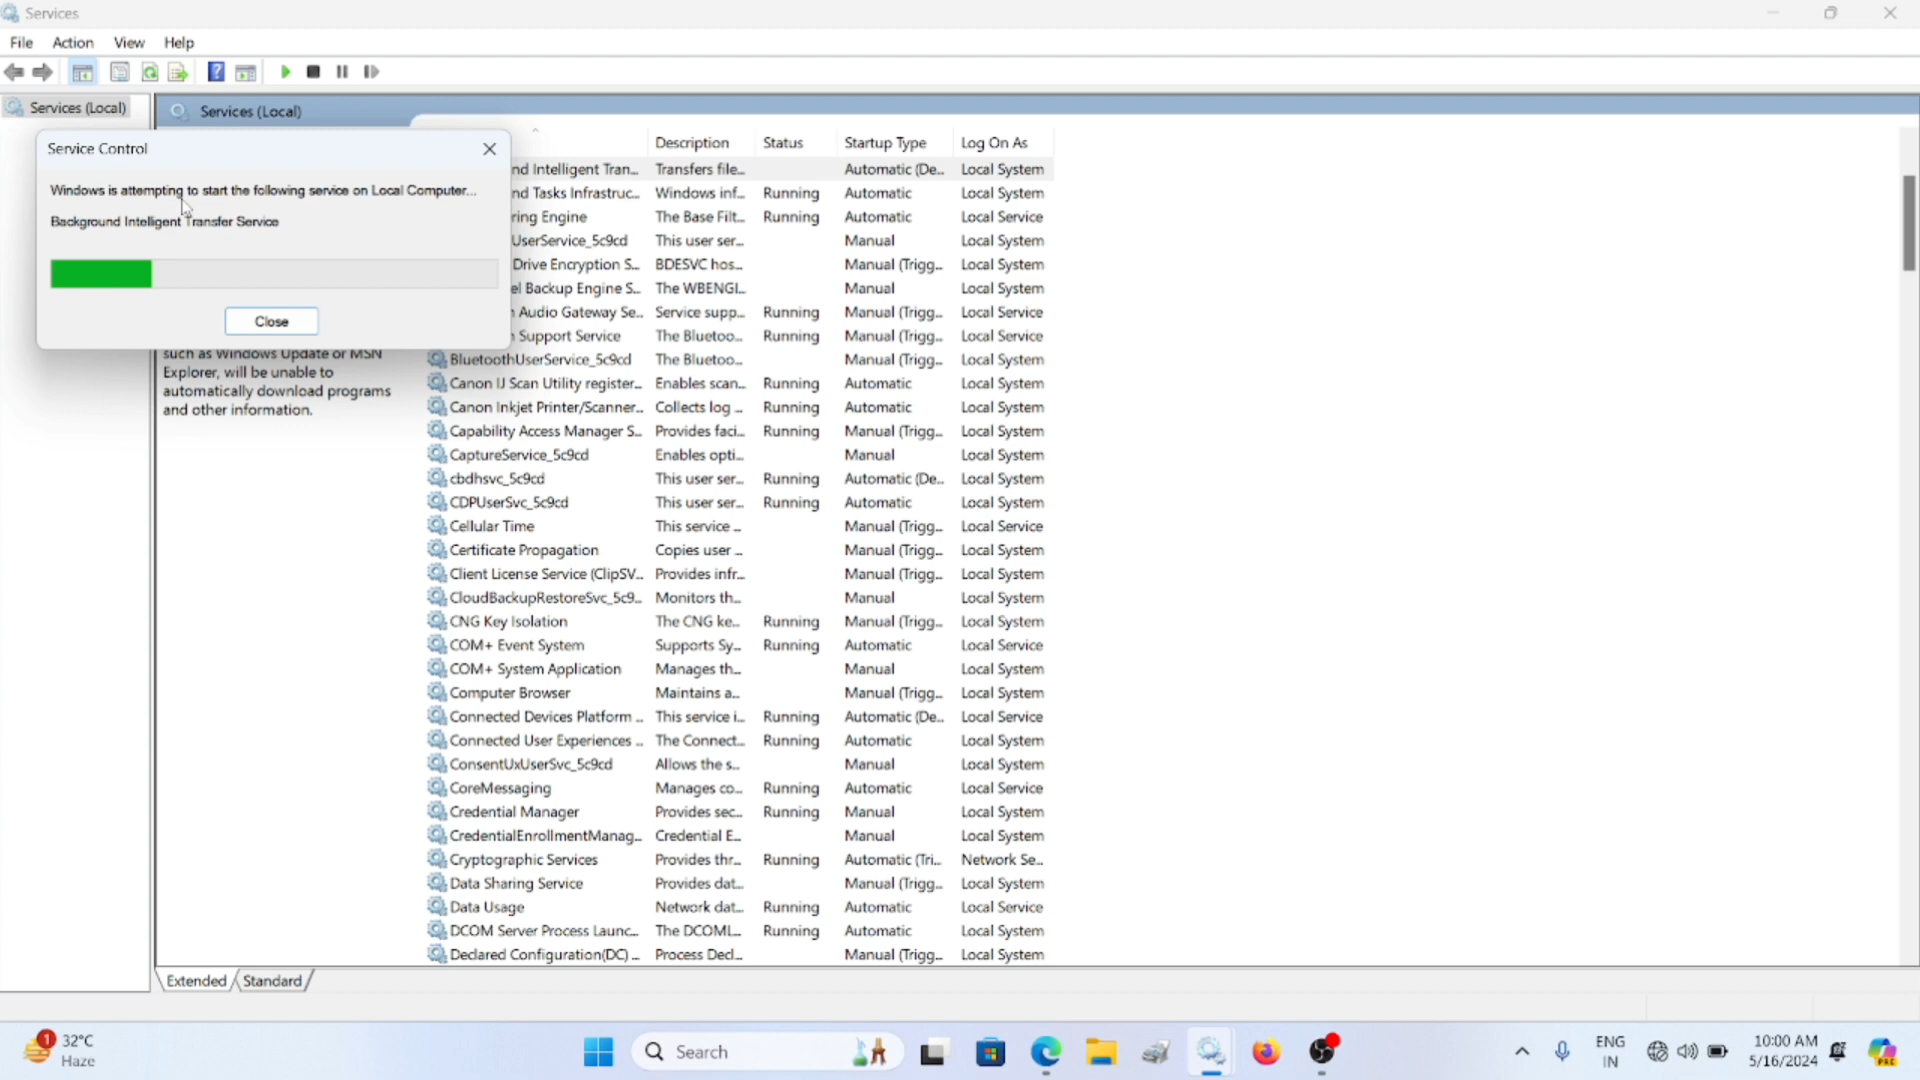 Services
File Action View Help
Services (Local)
Services (Local)
Service Control
Windows is attempting to start the following service on Local Computer...
Background Intelligent Transfer Service
Close
such as Windows Update or MSN
Explorer, will be unable to
automatically download programs
and other information.
Description Status Startup Type Log On As
nd Intelligent Tran... Transfers file... Automatic (De... Local System
nd Tasks Infrastruc... Windows inf... Running Automatic Local System
ring Engine The Base Filt... Running Automatic Local Service
UserService_5c9cd This user ser... Manual Local System
Drive Encryption S... BDESVC hos... Manual (Trigg... Local System
el Backup Engine S... The WBENGI... Manual Local System
Audio Gateway Se... Service supp... Running Manual (Trigg... Local Service
Support Service The Bluetoo... Running Manual (Trigg... Local Service
BluetoothUserService_5c9cd The Bluetoo... Manual (Trigg... Local System
Canon IJ Scan Utility register... Enables scan... Running Automatic Local System
Canon Inkjet Printer/Scanner... Collects log ... Running Automatic Local System
Capability Access Manager S... Provides faci... Running Manual (Trigg... Local System
CaptureService_5c9cd Enables opti... Manual Local System
cbdhsvc_5c9cd This user ser... Running Automatic (De... Local System
CDPUserSvc_5c9cd This user ser... Running Automatic Local System
Cellular Time This service ... Manual (Trigg... Local Service
Certificate Propagation Copies user ... Manual (Trigg... Local System
Client License Service (ClipSV... Provides infr... Manual (Trigg... Local System
CloudBackupRestoreSvc_5c9... Monitors th... Manual Local System
CNG Key Isolation The CNG ke... Running Manual (Trigg... Local System
COM+ Event System Supports Sy... Running Automatic Local Service
COM+ System Application Manages th... Manual Local System
Computer Browser Maintains a... Manual (Trigg... Local System
Connected Devices Platform ... This service i... Running Automatic (De... Local Service
Connected User Experiences ... The Connect... Running Automatic Local System
ConsentUxUserSvc_5c9cd Allows the s... Manual Local System
CoreMessaging Manages co... Running Automatic Local Service
Credential Manager Provides sec... Running Manual Local System
CredentialEnrollmentManag... Credential E... Manual Local System
Cryptographic Services Provides thr... Running Automatic (Tri... Network Se...
Data Sharing Service Provides dat... Manual (Trigg... Local System
Data Usage Network dat... Running Automatic Local Service
DCOM Server Process Launc... The DCOML... Running Automatic Local System
Declared Configuration(DC) ... Process Decl... Manual (Trigg... Local System
Extended Standard
1 32°C
Haze
Search
ENG
IN
10:00 AM
5/16/2024
PRE